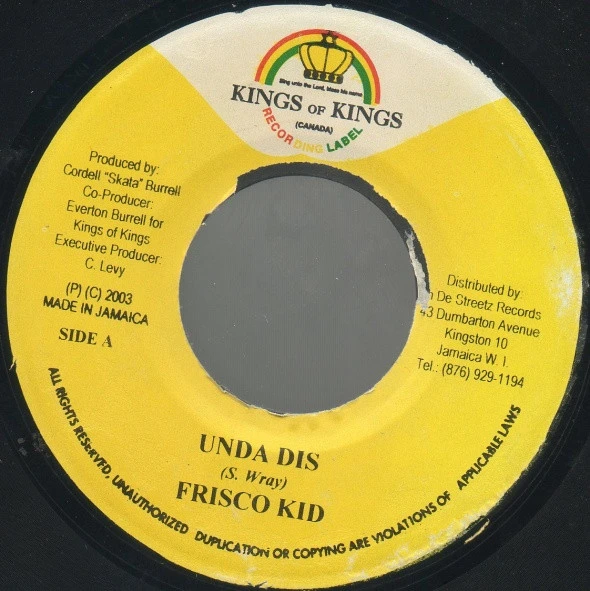 Sing unto the Lord, bless his name
KINGS OF KINGS
(CANADA)
RECORDING LABEL
Produced by:
Cordell "Skata" Burrell
Co-Producer:
Everton Burrell for
Kings of Kings
Executive Producer:
C. Levy
(P) (C) 2003
MADE IN JAMAICA
SIDE A
Distributed by:
De Streetz Records
43 Dumbarton Avenue
Kingston 10
Jamaica W. I.
Tel.: (876) 929-1194
UNDA DIS
(S. Wray)
FRISCO KID
ALL RIGHTS RESERVED, UNAUTHORIZED DUPLICATION OR COPYING ARE VIOLATIONS OF APPLICABLE LAWS